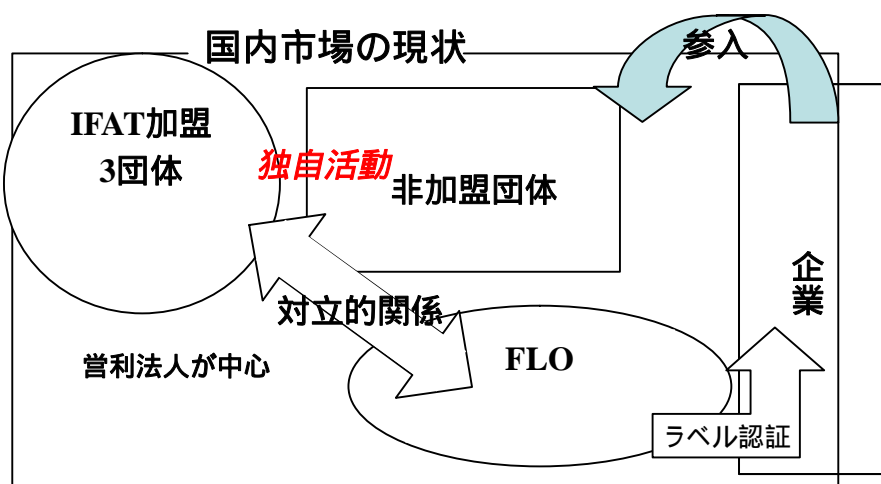 国内市場の現状
参入
IFAT加盟
3団体
独自活動
非加盟団体
企業
対立的関係
営利法人が中心
FLO
ラベル認証